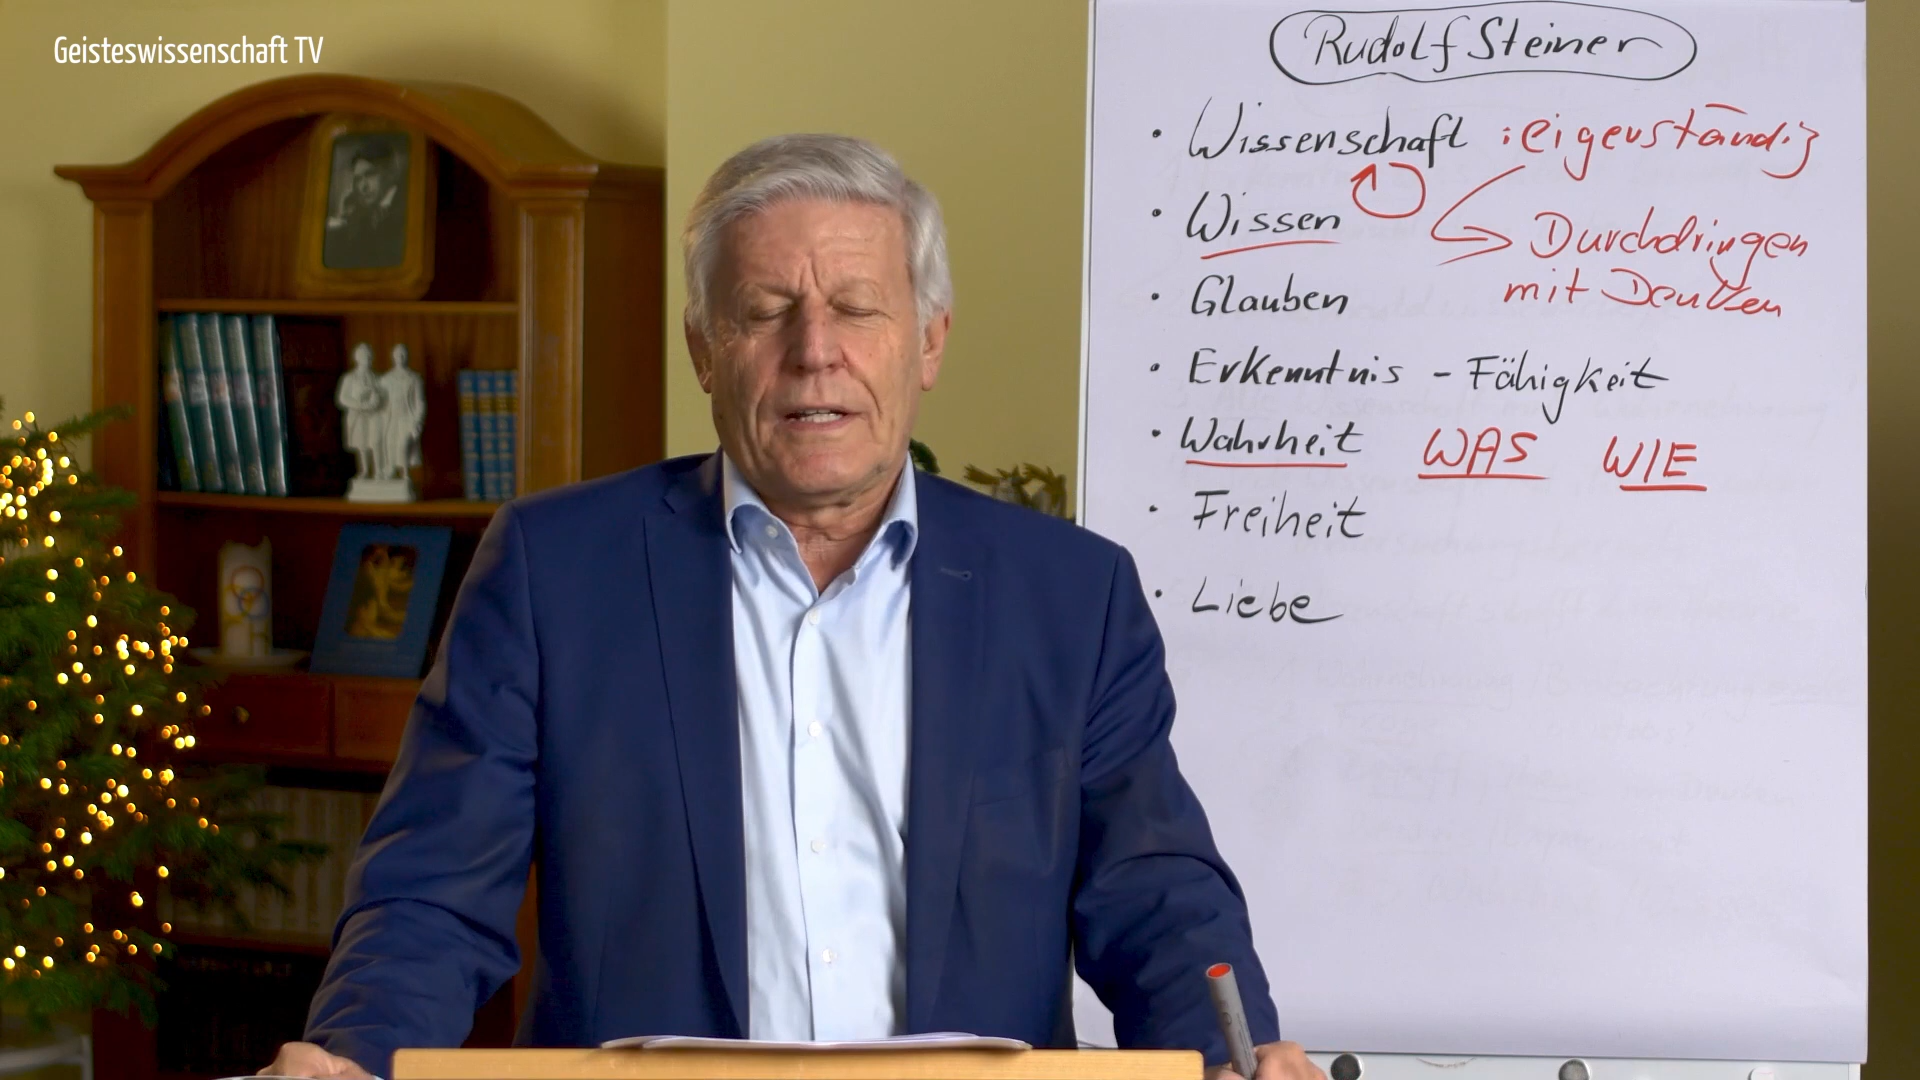 Geisteswissenschaft TV
Rudolf Steiner
• Wissenschaft : eigenständig
• Wissen
Durchdringen
mit Denken
• Glauben
• Erkenntnis - Fähigkeit
• Wahrheit WAS WIE
• Freiheit
• Liebe